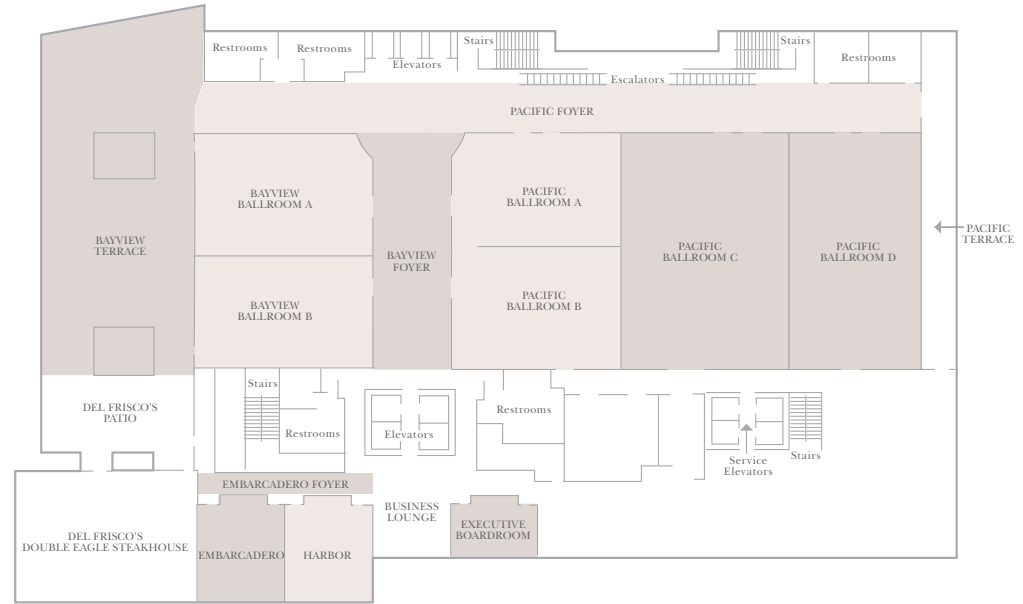 Restrooms
Restrooms
Elevators
Stairs
Stairs
Restrooms
Escalators
PACIFIC FOYER
BAYVIEW
BALLROOM A
PACIFIC
BALLROOM A
BAYVIEW
TERRACE
BAYVIEW
FOYER
PACIFIC
BALLROOM C
PACIFIC
BALLROOM D
PACIFIC
TERRACE
BAYVIEW
BALLROOM B
PACIFIC
BALLROOM B
Stairs
DEL FRISCO'S
PATIO
Restrooms
Elevators
Restrooms
Service
Elevators
Stairs
EMBARCADERO FOYER
BUSINESS
LOUNGE
EXECUTIVE
BOARDROOM
DEL FRISCO'S
DOUBLE EAGLE STEAKHOUSE
EMBARCADERO
HARBOR